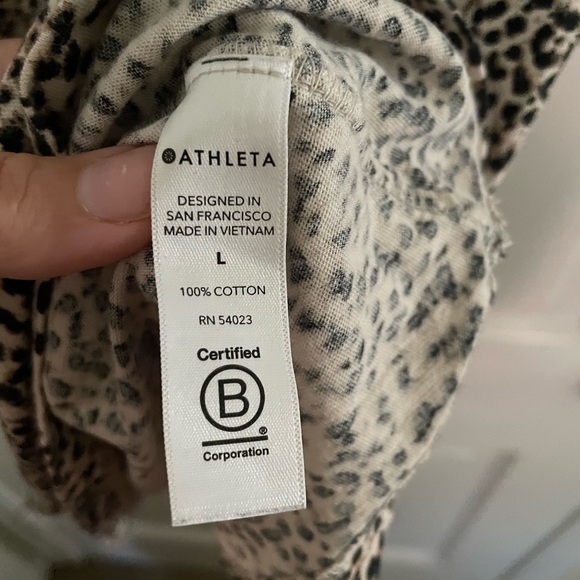 ATHLETA
DESIGNED IN
SAN FRANCISCO
MADE IN VIETNAM
L
100% COTTON
RN 54023
Certified
B
®
Corporation